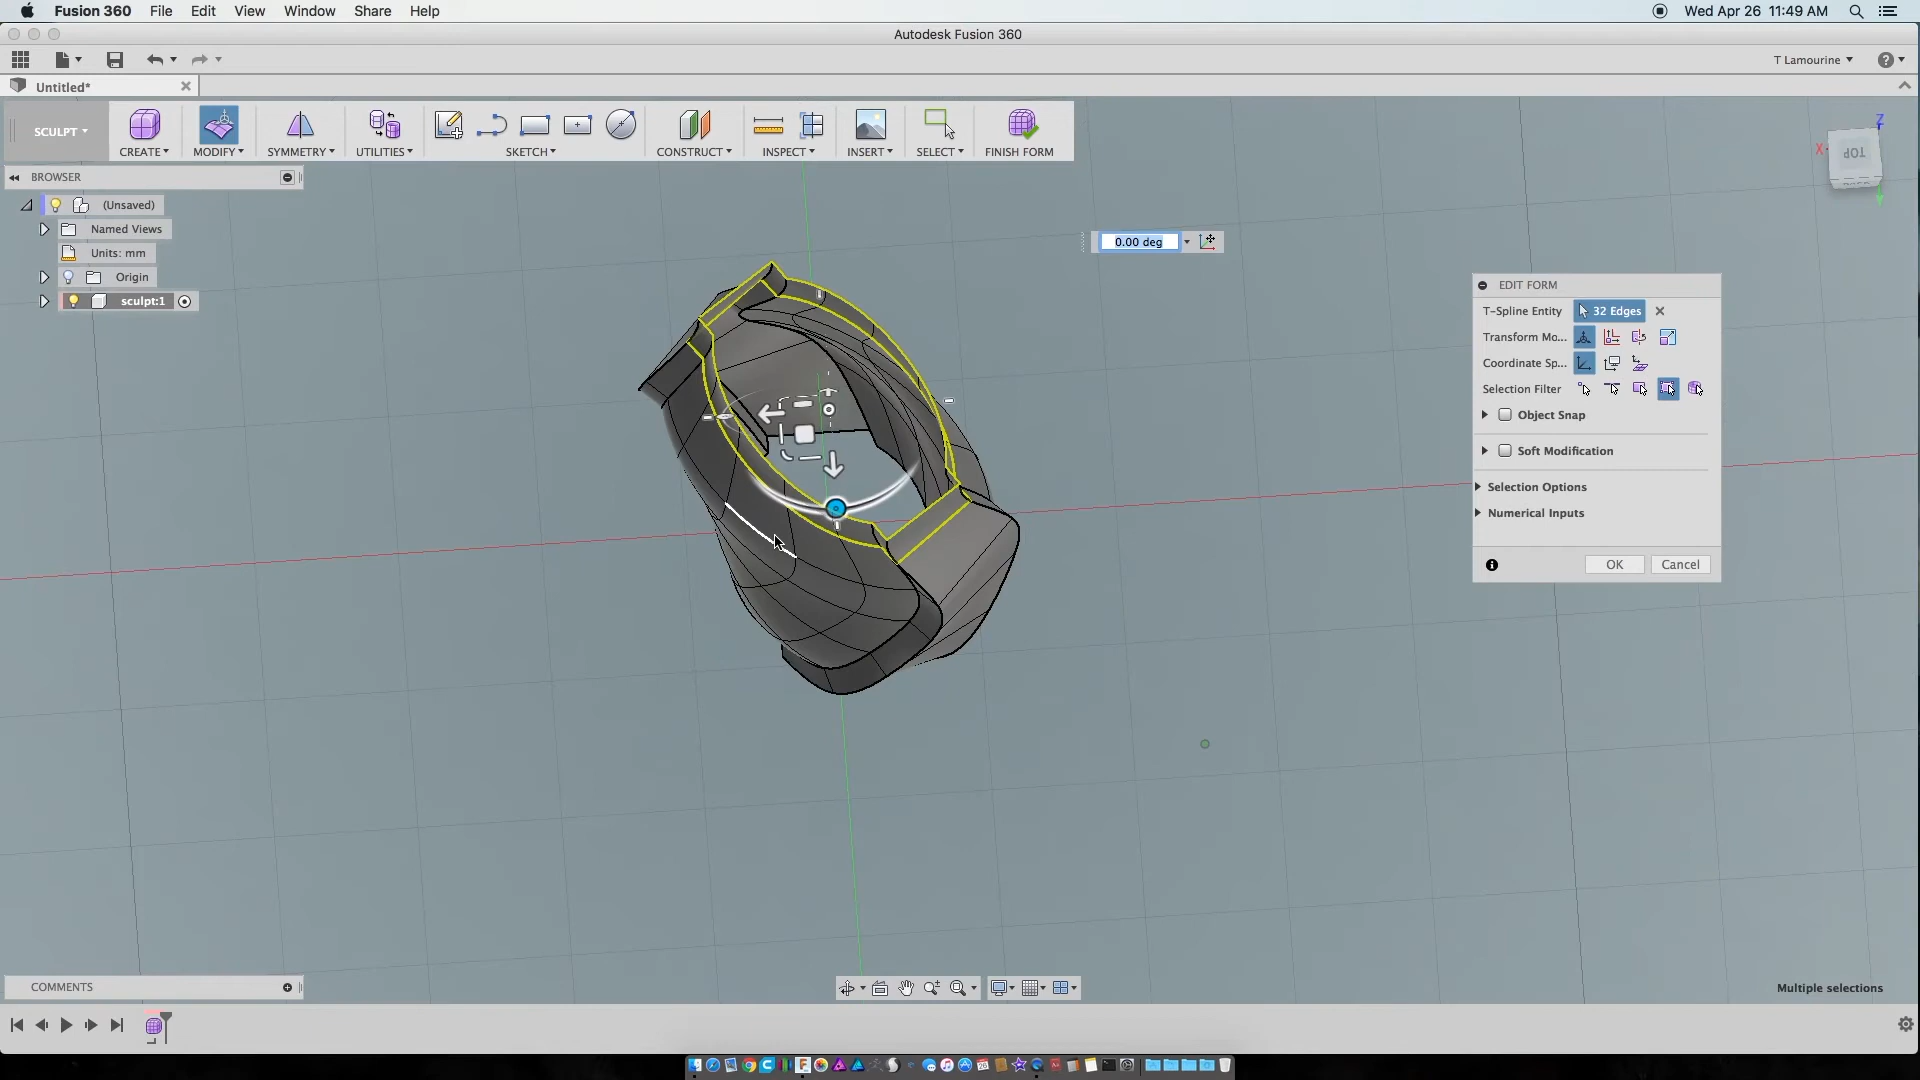 Fusion 360 File Edit View Window Share Help Wed Apr 26 11:49 AM
Autodesk Fusion 360
T Lamourine
Untitled*
SCULPT
CREATE MODIFY SYMMETRY UTILITIES SKETCH CONSTRUCT INSPECT INSERT SELECT FINISH FORM
BROWSER
(Unsaved)
Named Views
Units: mm
Origin
sculpt:1
Z
X
TOP
0.00 deg
EDIT FORM
T-Spline Entity 32 Edges
Transform Mo...
Coordinate Sp...
Selection Filter
Object Snap
Soft Modification
Selection Options
Numerical Inputs
OK Cancel
COMMENTS
Multiple selections